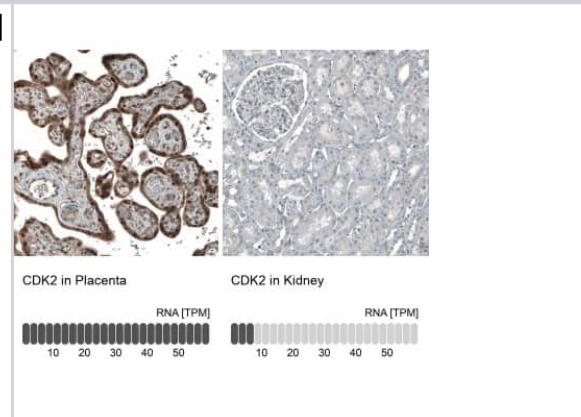 CDK2 in Placenta
RNA [TPM]
10 20 30 40 50
CDK2 in Kidney
RNA [TPM]
10 20 30 40 50